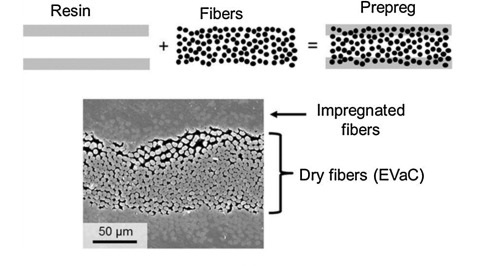 Resin
Fibers
Prepreg
+
=
Impregnated
fibers
Dry fibers (EVaC)
50 µm